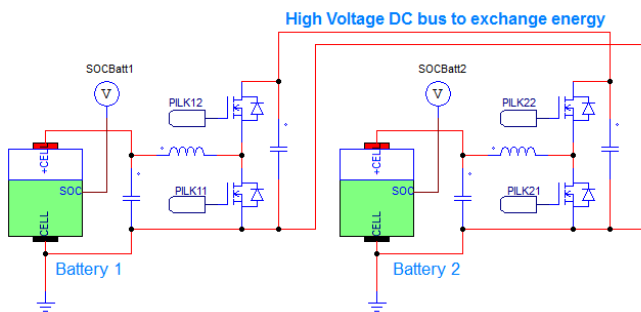 High Voltage DC bus to exchange energy
SOCBatt1
V
PILK12
+CELL
SOC
PILK11
CELL
Battery 1
SOCBatt2
V
PILK22
+CELL
SOC
PILK21
CELL
Battery 2